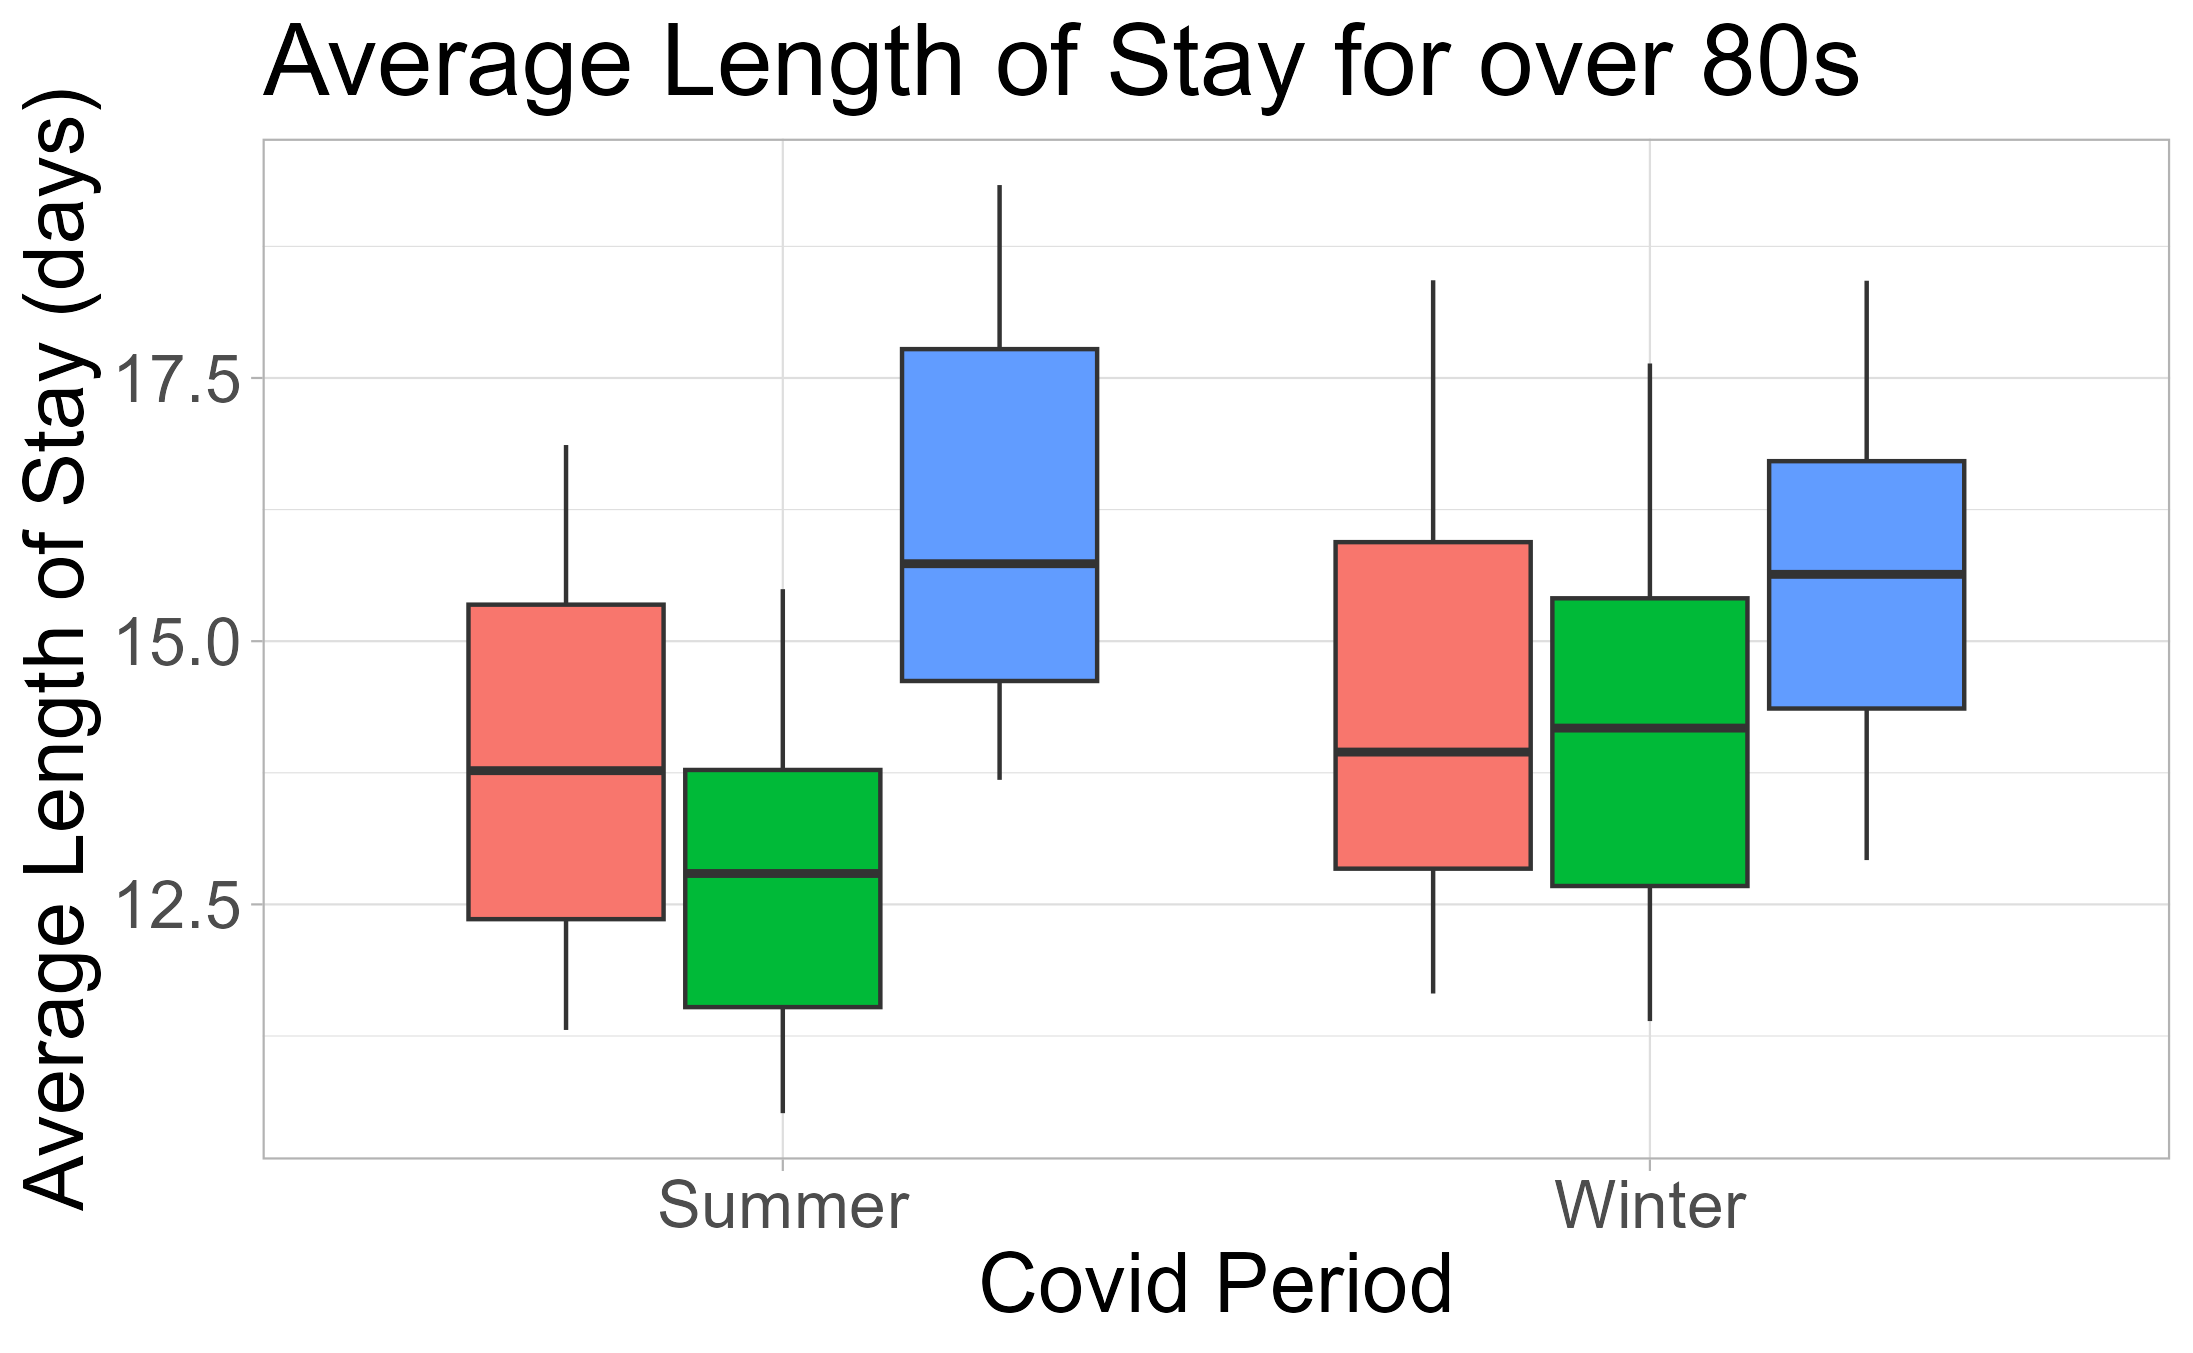 Average Length of Stay for over 80s
Average Length of Stay (days)
17.5
15.0
12.5
Summer
Winter
Covid Period